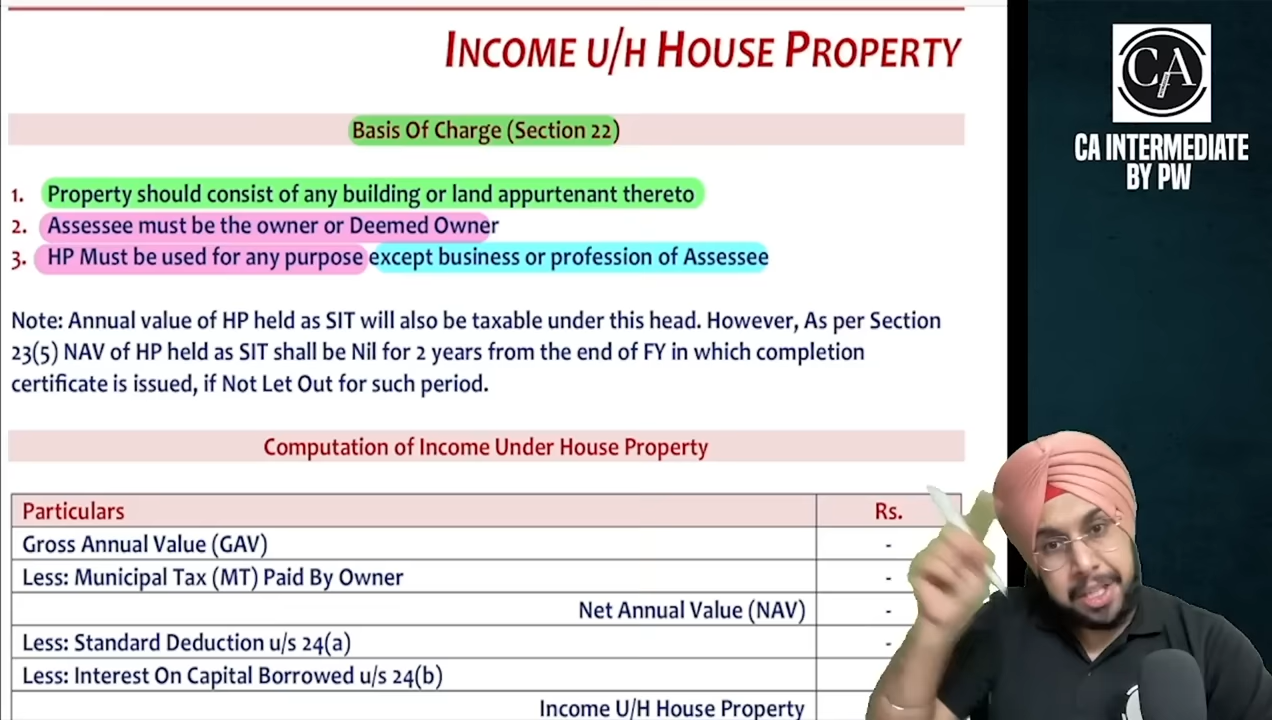 INCOME U/H HOUSE PROPERTY
Basis Of Charge (Section 22)
1. Property should consist of any building or land appurtenant thereto
2. Assessee must be the owner or Deemed Owner
3. HP Must be used for any purpose except business or profession of Assessee
Note: Annual value of HP held as SIT will also be taxable under this head. However, As per Section
23(5) NAV of HP held as SIT shall be Nil for 2 years from the end of FY in which completion
certificate is issued, if Not Let Out for such period.
Computation of Income Under House Property
Particulars Rs.
Gross Annual Value (GAV) -
Less: Municipal Tax (MT) Paid By Owner -
Net Annual Value (NAV) -
Less: Standard Deduction u/s 24(a) -
Less: Interest On Capital Borrowed u/s 24(b)
Income U/H House Property
CA
CA INTERMEDIATE
BY PW